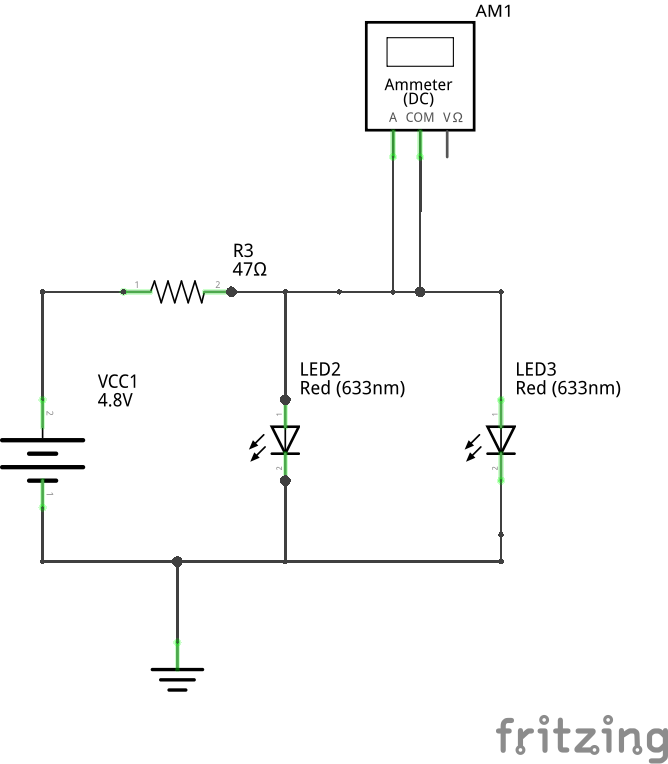 AM1
Ammeter
(DC)
A COM VΩ
R3
47Ω
1
2
LED2
Red (633nm)
LED3
Red (633nm)
VCC1
4.8V
2
1
1
2
1
2
fritzing